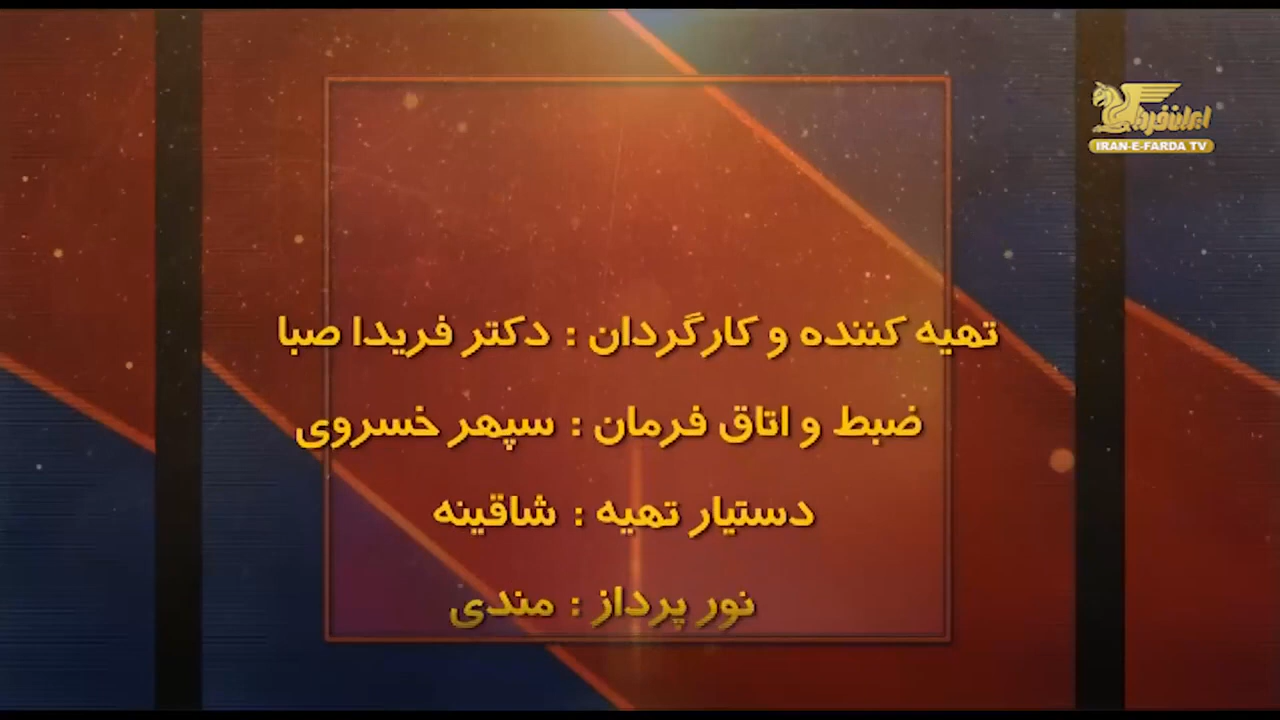 ایران فردا
IRAN-E-FARDA TV
تهیه کننده و کارگردان : دکتر فریدا صبا
ضبط و اتاق فرمان : سپهر خسروی
دستیار تهیه : شاقینه
نور پرداز : مندی